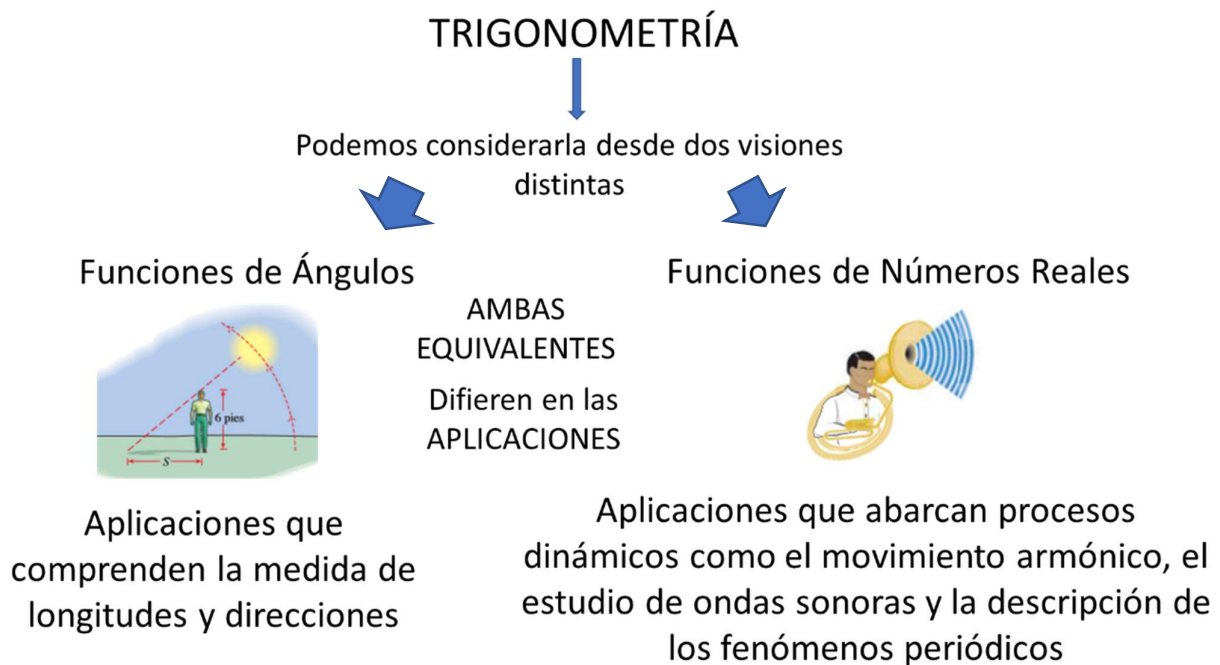 TRIGONOMETRÍA
Podemos considerarla desde dos visiones
distintas
Funciones de Ángulos
6 pies
S
Aplicaciones que
comprenden la medida de
longitudes y direcciones
AMBAS
EQUIVALENTES
Difieren en las
APLICACIONES
Funciones de Números Reales
Aplicaciones que abarcan procesos
dinámicos como el movimiento armónico, el
estudio de ondas sonoras y la descripción de
los fenómenos periódicos